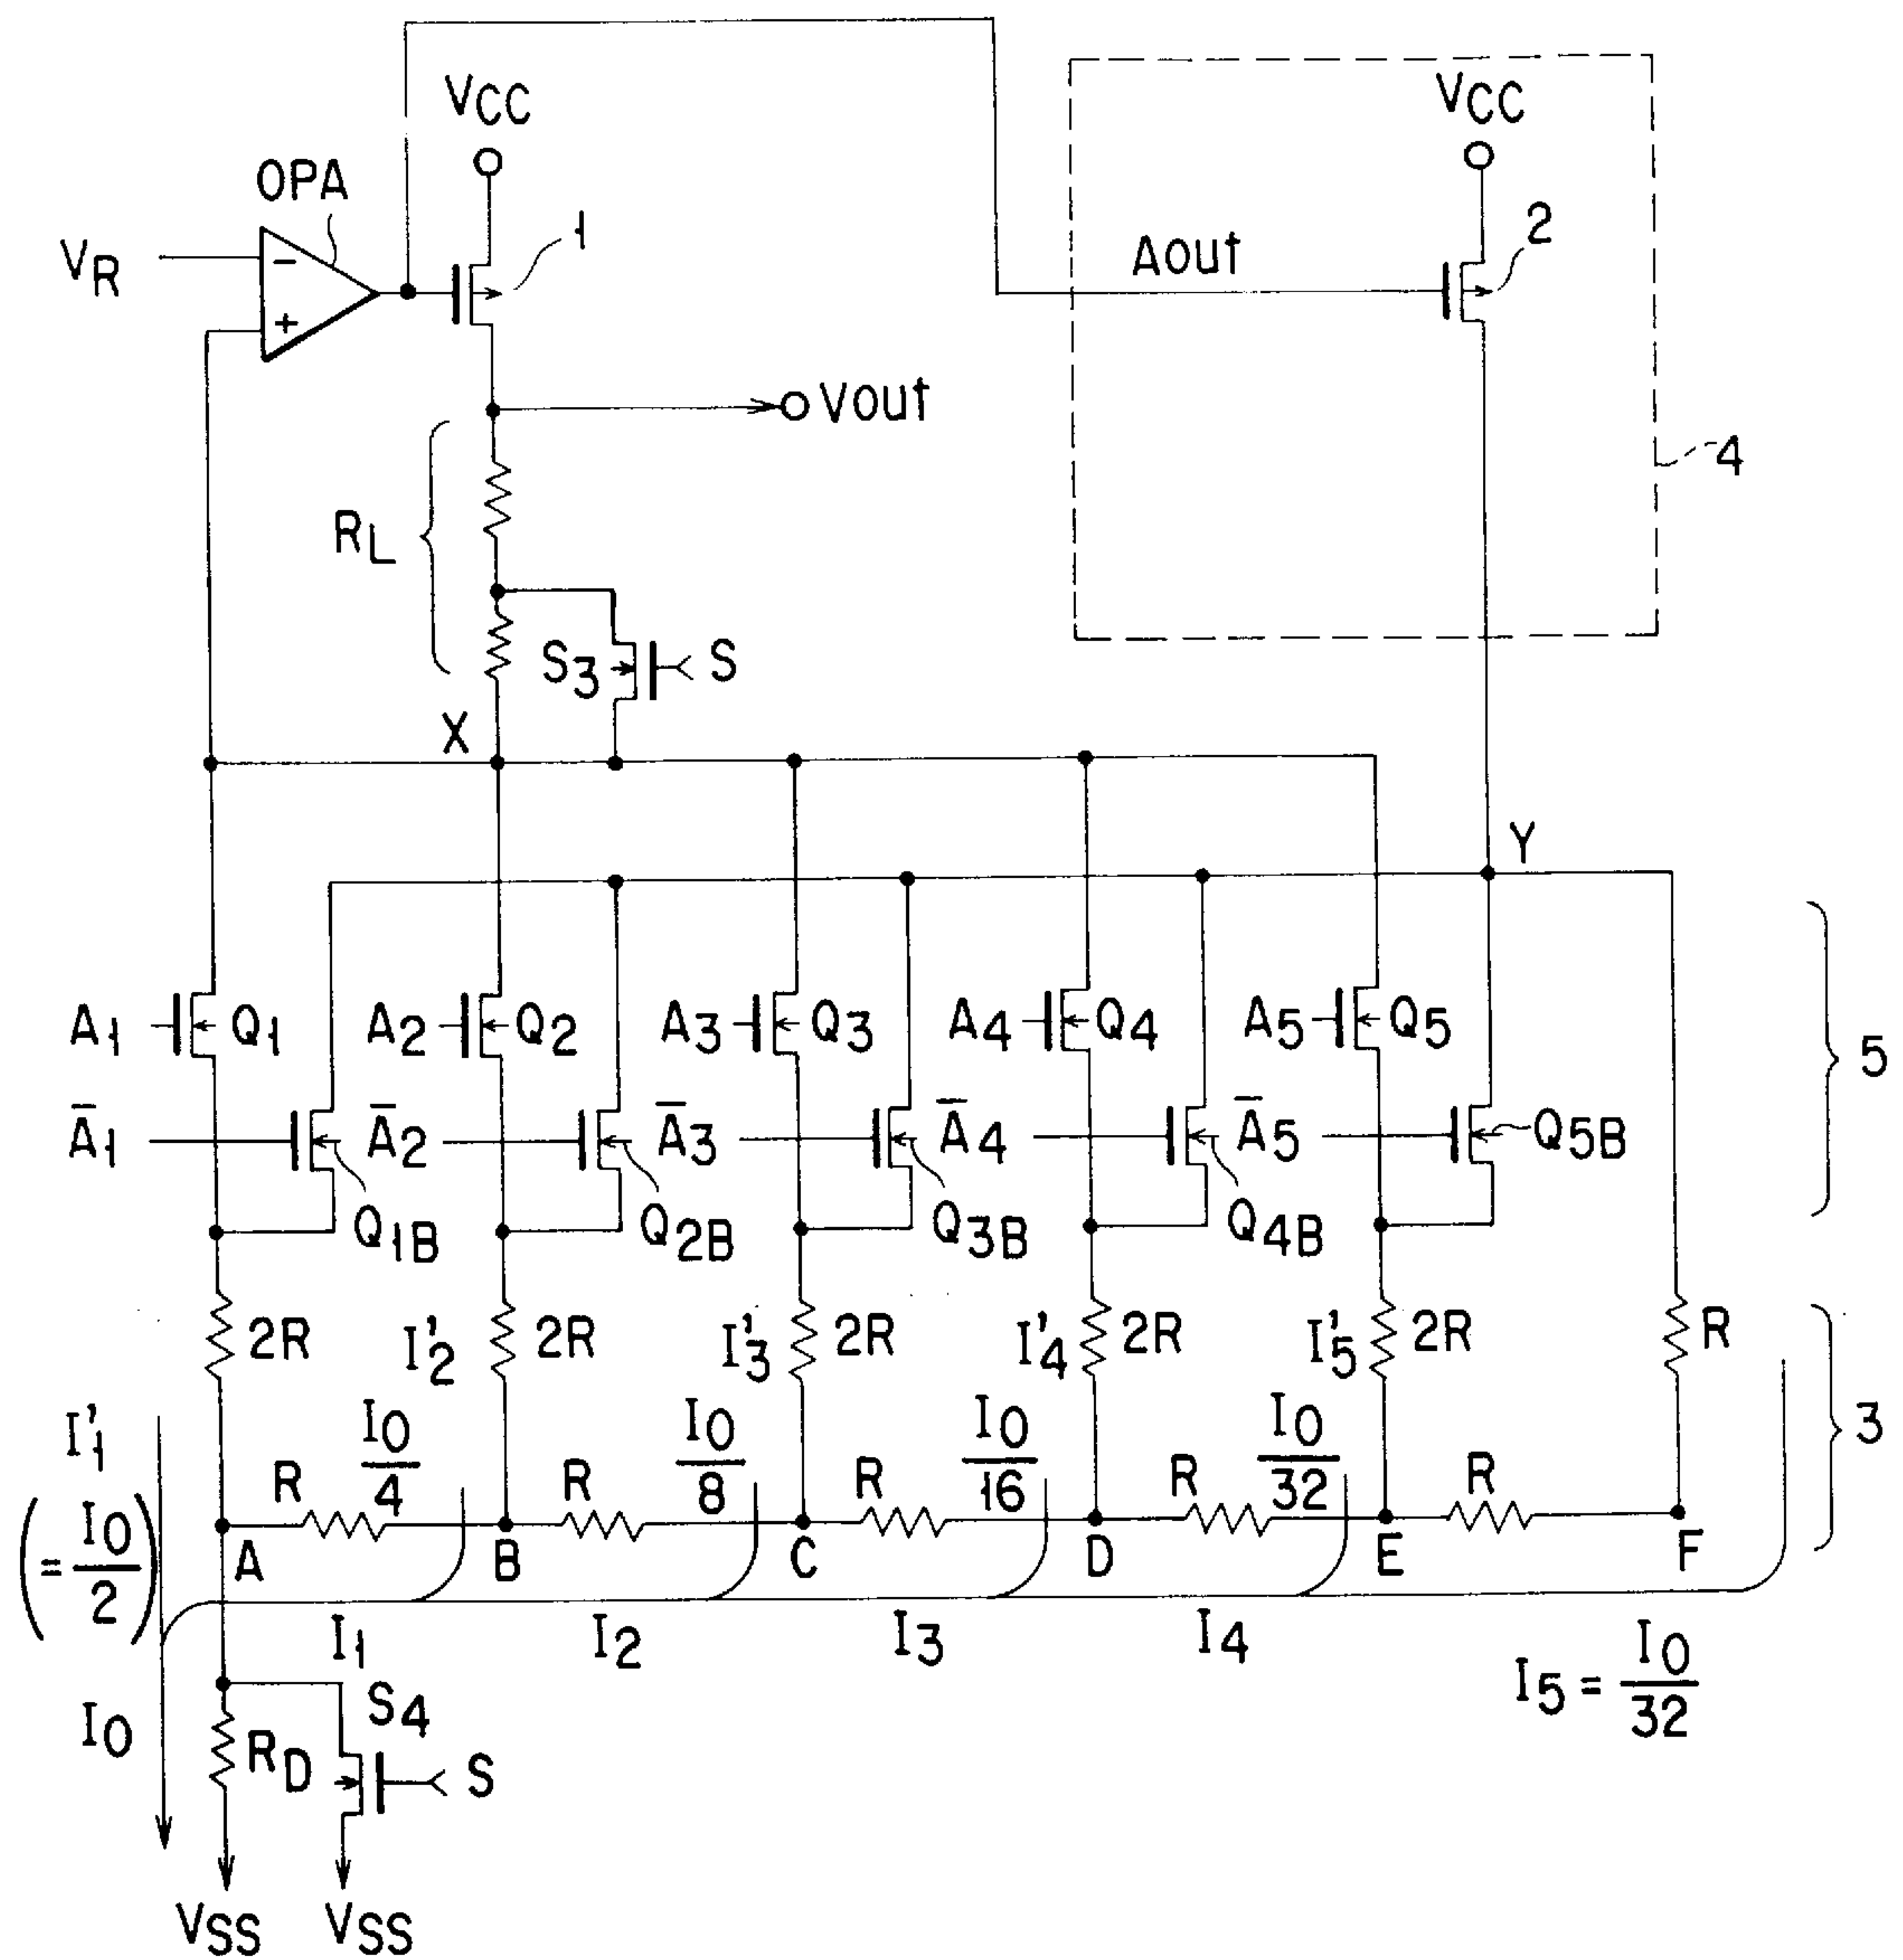 VCC
VCC
OPA
1
2
VR
−
+
Aout
Vout
4
RL
S3
S
X
Y
A1
Q1
A2
Q2
A3
Q3
A4
Q4
A5
Q5
5
Ā1
Ā2
Ā3
Ā4
Ā5
Q5B
Q1B
Q2B
Q3B
Q4B
2R
I'2
2R
I'3
2R
I'4
2R
I'5
2R
R
I'1
(= I0/2)
R
I0/4
R
I0/8
R
I0/16
R
I0/32
R
3
A
B
C
D
E
F
I1
I2
I3
I4
I5 = I0/32
I0
RD
S4
S
VSS
VSS